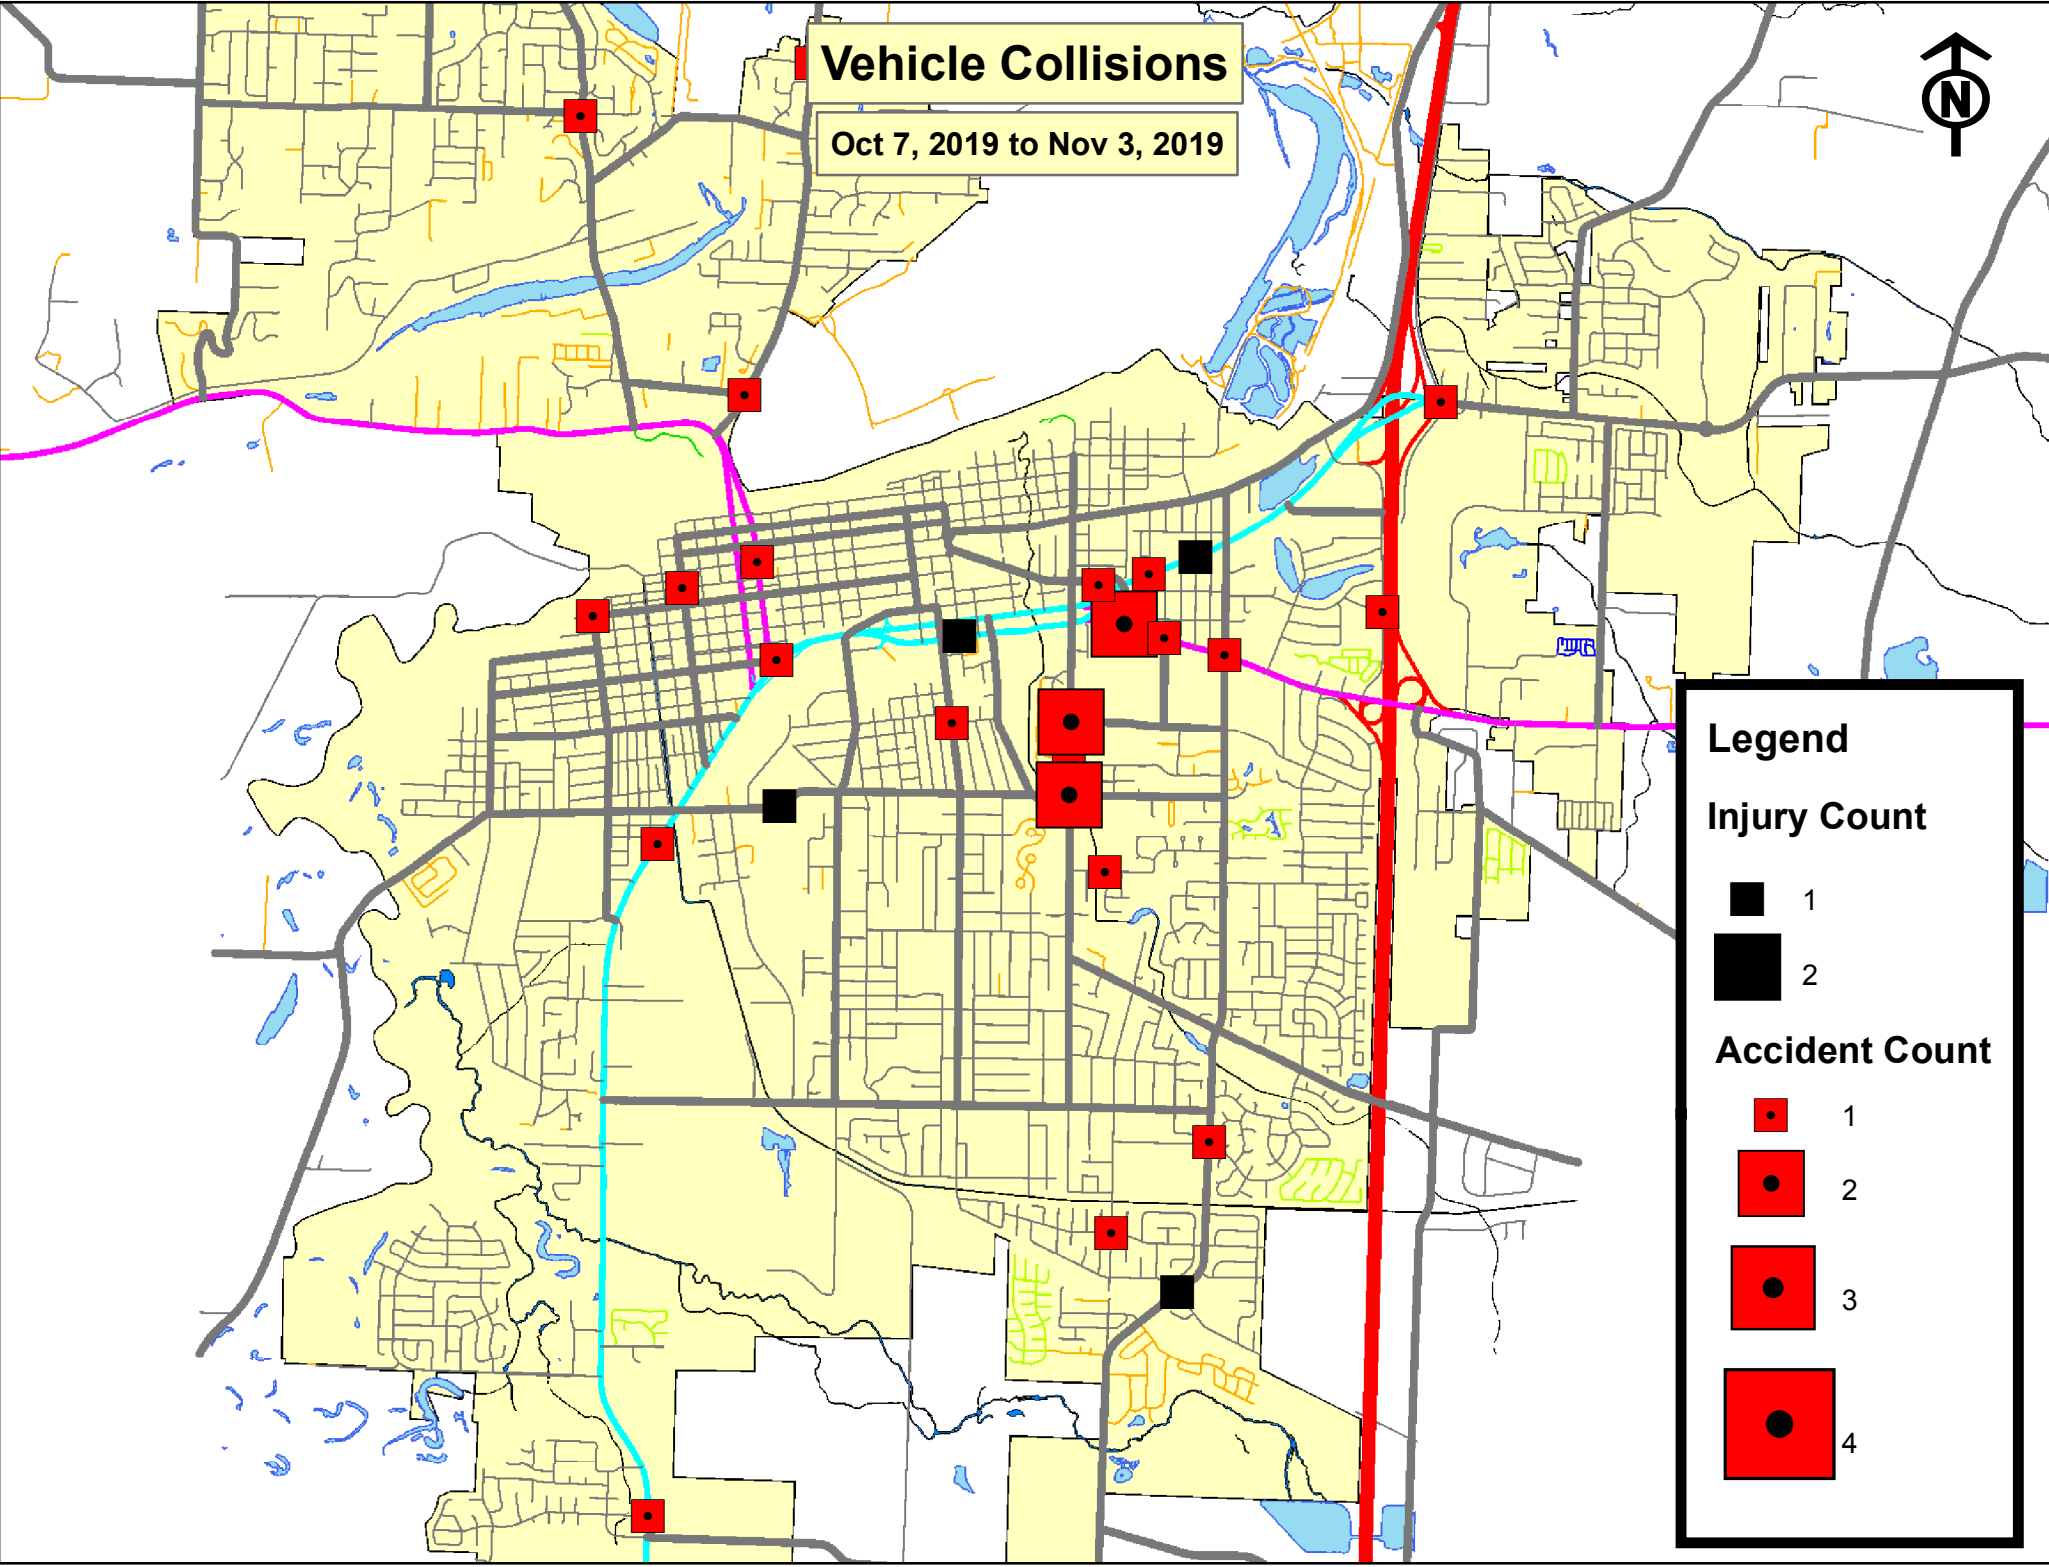 Vehicle Collisions
Oct 7, 2019 to Nov 3, 2019
N
Legend
Injury Count
1
2
Accident Count
1
2
3
4